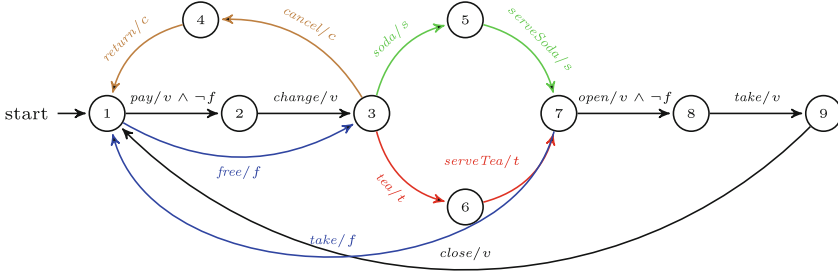 4
5
return/c
cancel/c
soda/s
serveSoda/s
start
1
pay/v ∧ ¬f
2
change/v
3
7
open/v ∧ ¬f
8
take/v
9
free/f
tea/t
serveTea/t
6
take/f
close/v